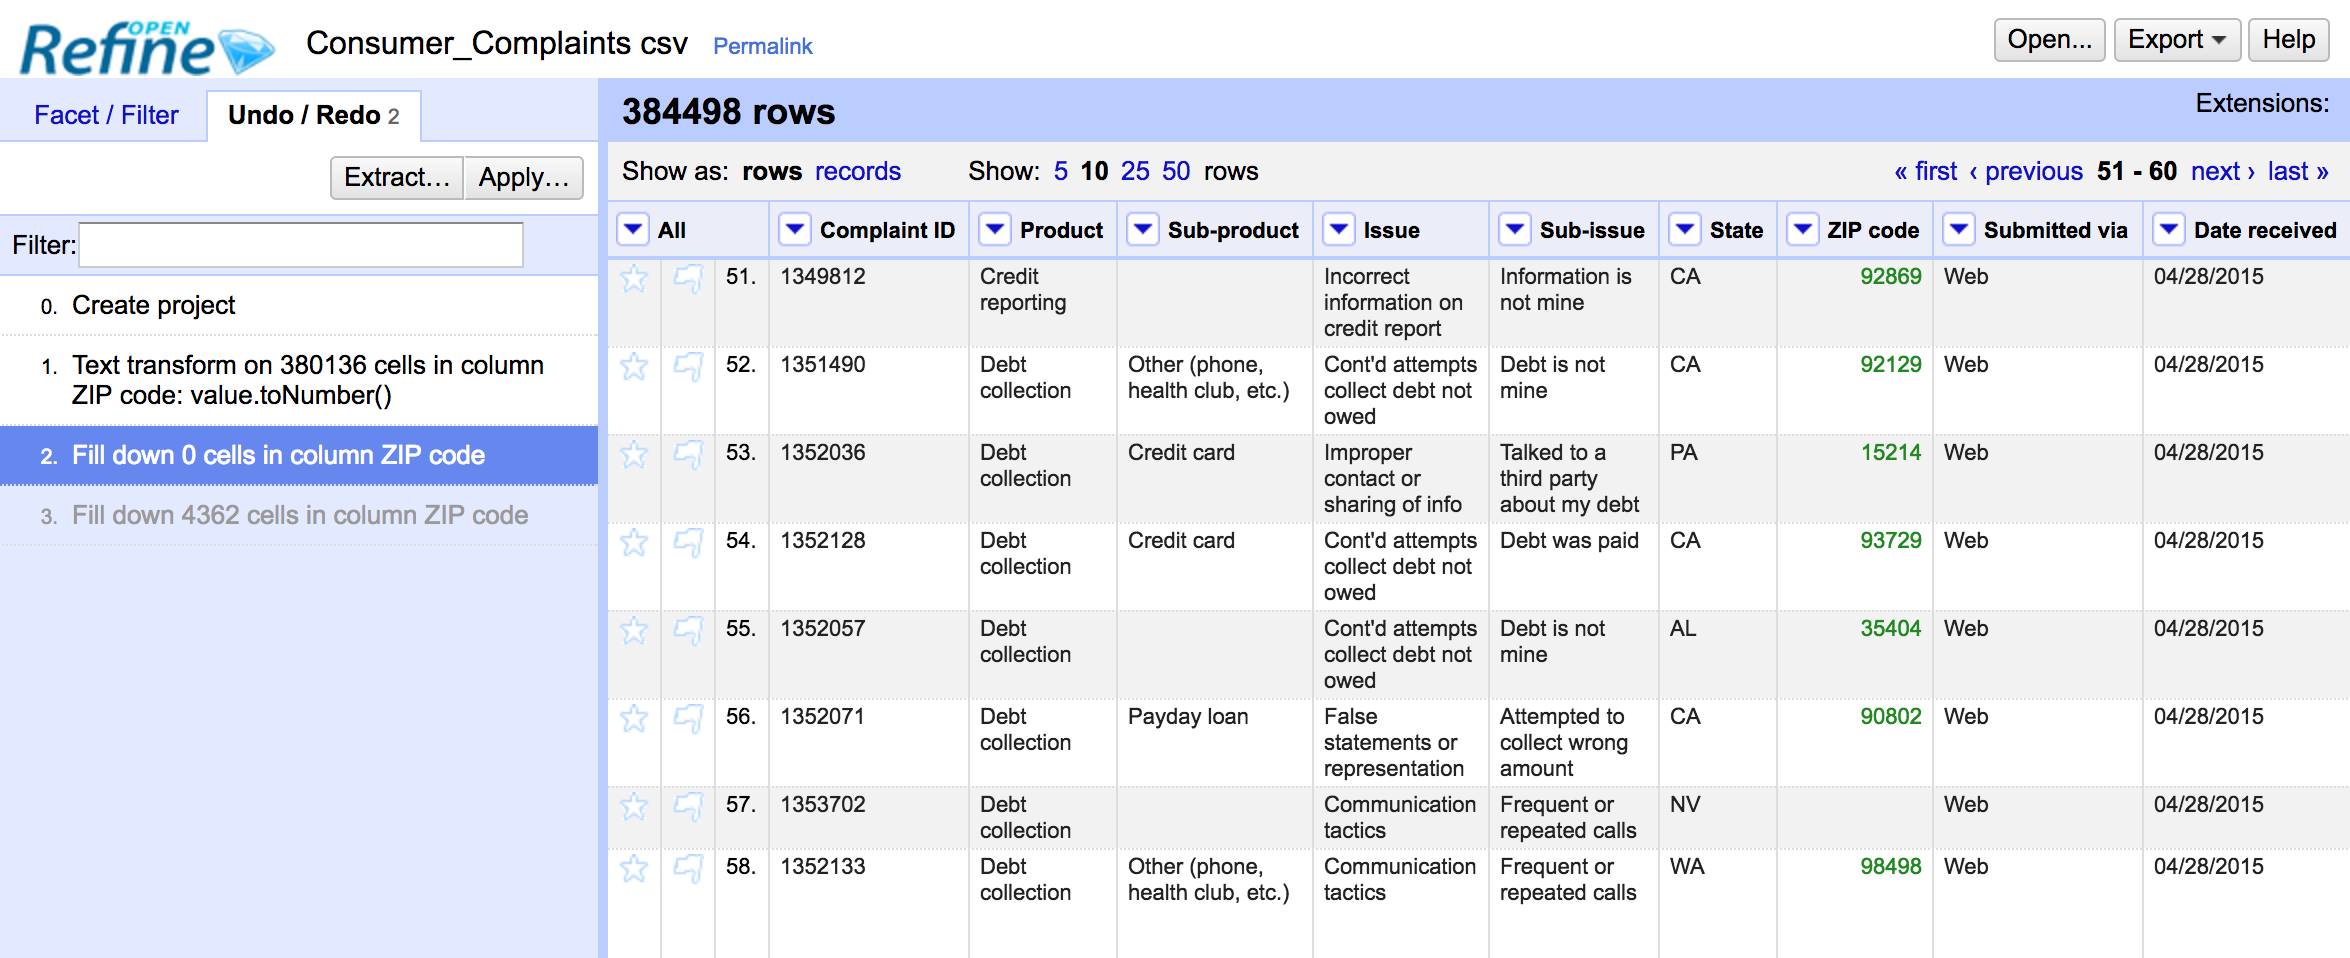 OPEN
Refine
Consumer_Complaints csv Permalink
Open... Export Help
Facet / Filter Undo / Redo 2
Extract... Apply...
Filter:
0. Create project
1. Text transform on 380136 cells in column
ZIP code: value.toNumber()
2. Fill down 0 cells in column ZIP code
3. Fill down 4362 cells in column ZIP code
384498 rows
Extensions:
Show as: rows records Show: 5 10 25 50 rows
« first ‹ previous 51 - 60 next › last »
All Complaint ID Product Sub-product Issue Sub-issue State ZIP code Submitted via Date received
51. 1349812 Credit Incorrect Information is CA 92869 Web 04/28/2015
reporting information on not mine
credit report
52. 1351490 Debt Other (phone, Cont'd attempts Debt is not CA 92129 Web 04/28/2015
collection health club, etc.) collect debt not mine
owed
53. 1352036 Debt Credit card Improper Talked to a PA 15214 Web 04/28/2015
collection contact or third party
sharing of info about my debt
54. 1352128 Debt Credit card Cont'd attempts Debt was paid CA 93729 Web 04/28/2015
collection collect debt not
owed
55. 1352057 Debt Cont'd attempts Debt is not AL 35404 Web 04/28/2015
collection collect debt not mine
owed
56. 1352071 Debt Payday loan False Attempted to CA 90802 Web 04/28/2015
collection statements or collect wrong
representation amount
57. 1353702 Debt Communication Frequent or NV Web 04/28/2015
collection tactics repeated calls
58. 1352133 Debt Other (phone, Communication Frequent or WA 98498 Web 04/28/2015
collection health club, etc.) tactics repeated calls